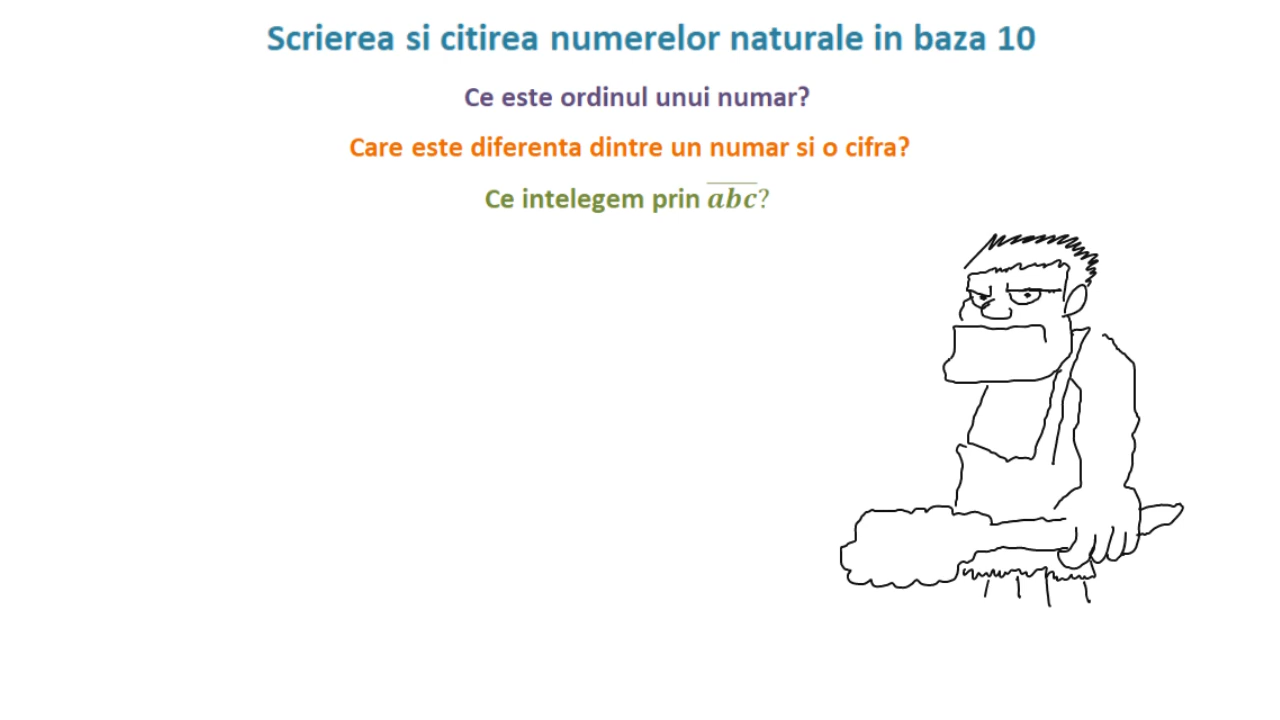 Scrierea si citirea numerelor naturale in baza 10
Ce este ordinul unui numar?
Care este diferenta dintre un numar si o cifra?
Ce intelegem prin $\overline{abc}$?